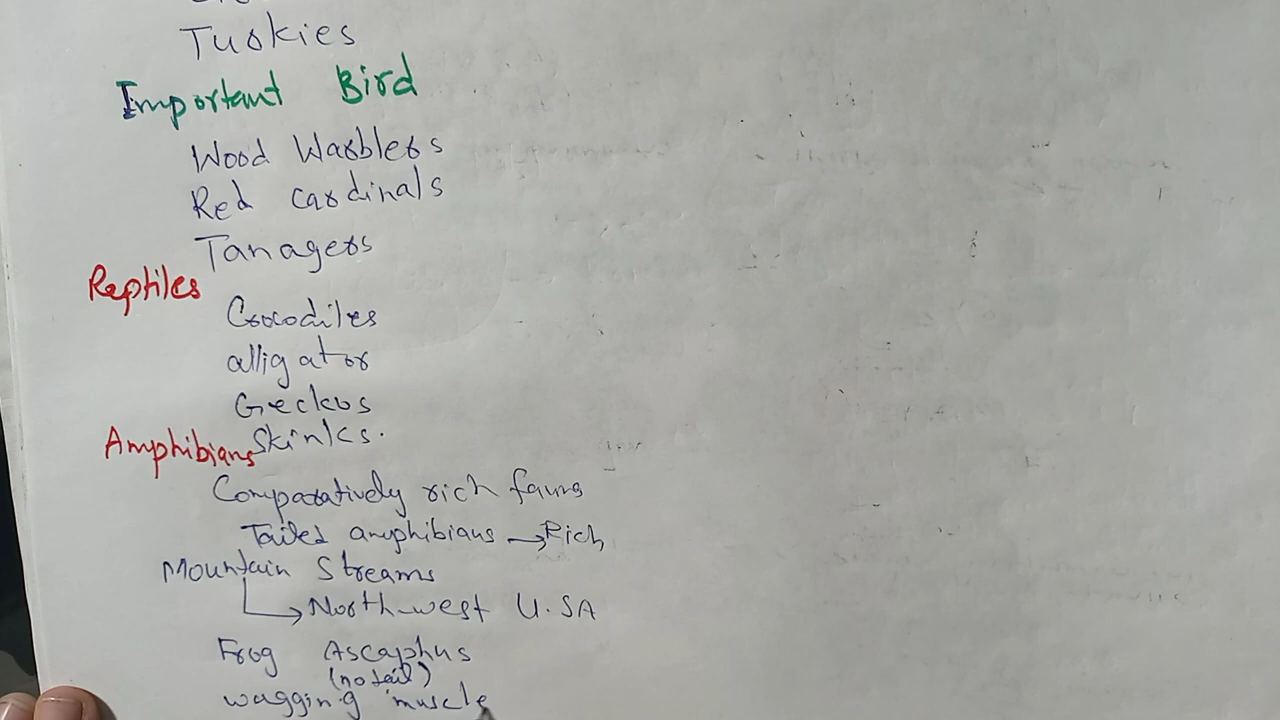 Tuskies
Important Bird
Wood Warblers
Red Cardinals
Tanagers
Reptiles
Crocodiles
alligator
Geckos
Amphibians Skinks.
Comparatively rich fauna
Tailed amphibians → Rich
Mountain Streams
→ North-west U.SA
Frog Ascaphus
(no tail)
wagging muscle